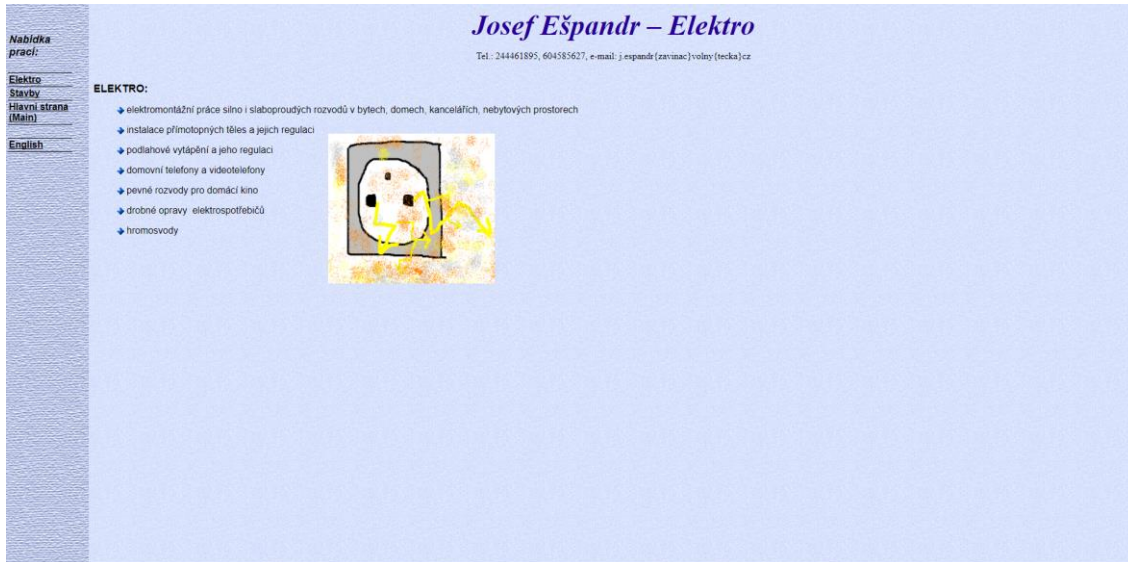 Josef Ešpandr – Elektro
Tel.: 244461895, 604585627, e-mail: j.espandr{zavinac}volny{tecka}cz
Nabídka
prací:
Elektro
Stavby
Hlavní strana
(Main)
English
ELEKTRO:
elektromontážní práce silno i slaboproudých rozvodů v bytech, domech, kancelářích, nebytových prostorech
instalace přímotopných těles a jejich regulaci
podlahové vytápění a jeho regulaci
domovní telefony a videotelefony
pevné rozvody pro domácí kino
drobné opravy elektrospotřebičů
hromosvody